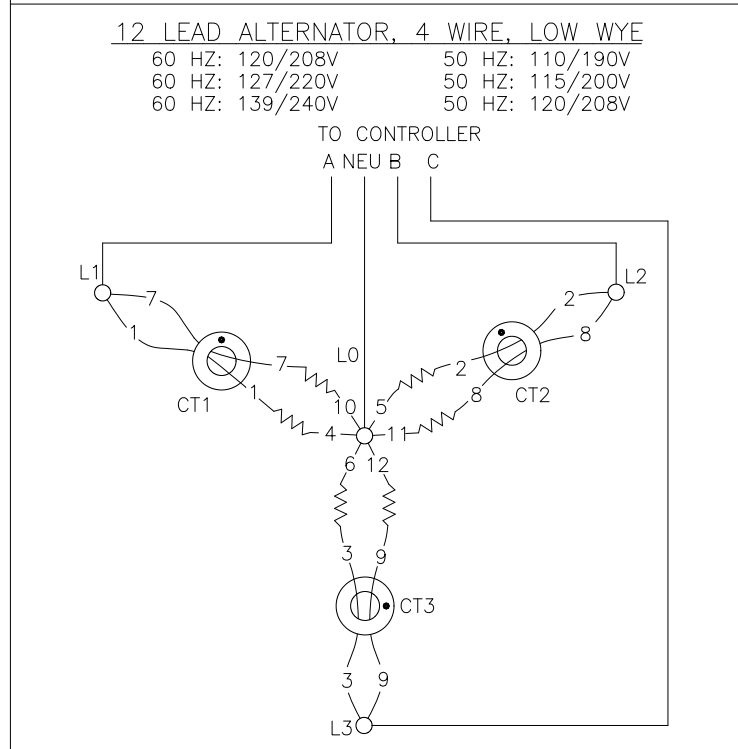 12 LEAD ALTERNATOR, 4 WIRE, LOW WYE
60 HZ: 120/208V 50 HZ: 110/190V
60 HZ: 127/220V 50 HZ: 115/200V
60 HZ: 139/240V 50 HZ: 120/208V
TO CONTROLLER
A NEU B C
L1 L2
7 2
1 8
L0
7 2
CT1 1 8 CT2
10 5
4 11
6 12
3 9
CT3
3 9
L3